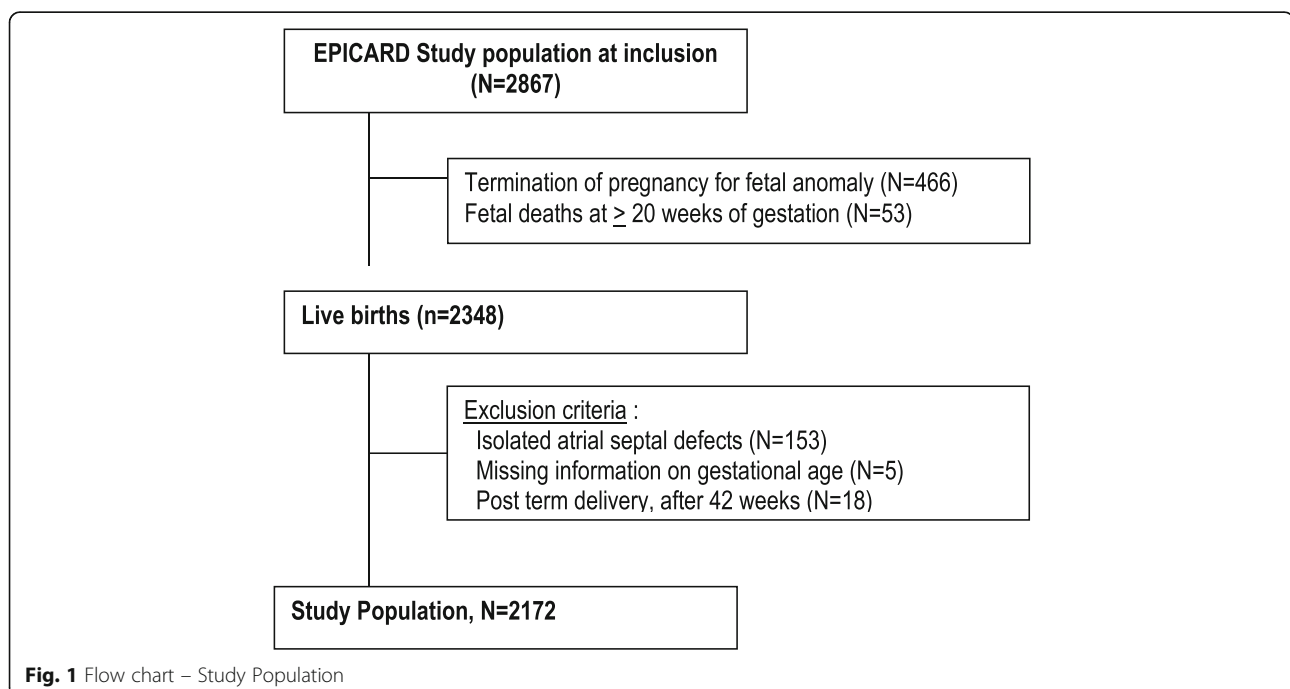 EPICARD Study population at inclusion
(N=2867)
Termination of pregnancy for fetal anomaly (N=466)
Fetal deaths at ≥ 20 weeks of gestation (N=53)
Live births (n=2348)
Exclusion criteria :
Isolated atrial septal defects (N=153)
Missing information on gestational age (N=5)
Post term delivery, after 42 weeks (N=18)
Study Population, N=2172
Fig. 1 Flow chart – Study Population